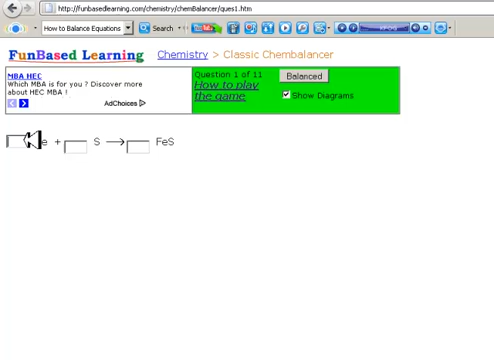 http://funbasedlearning.com/chemistry/chemBalancer/ques1.htm
How to Balance Equations
Search
FunBased Learning
Chemistry > Classic Chembalancer
MBA HEC
Which MBA is for you ? Discover more
about HEC MBA !
AdChoices
Question 1 of 11
Balanced
How to play
the game
Show Diagrams
e + S → FeS